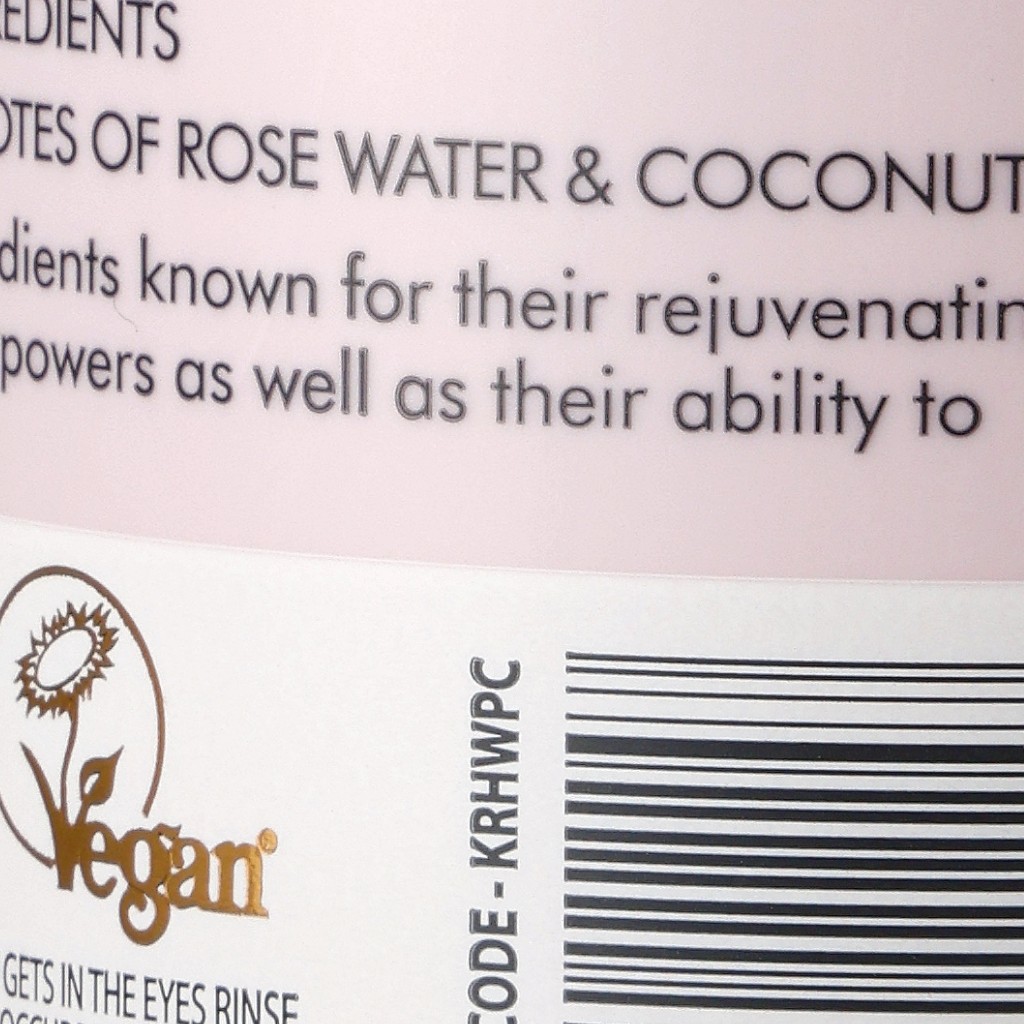 REDIENTS
OTES OF ROSE WATER & COCONUT
dients known for their rejuvenatin
powers as well as their ability to
Vegan®
CODE - KRHWPC
GETS IN THE EYES RINSE